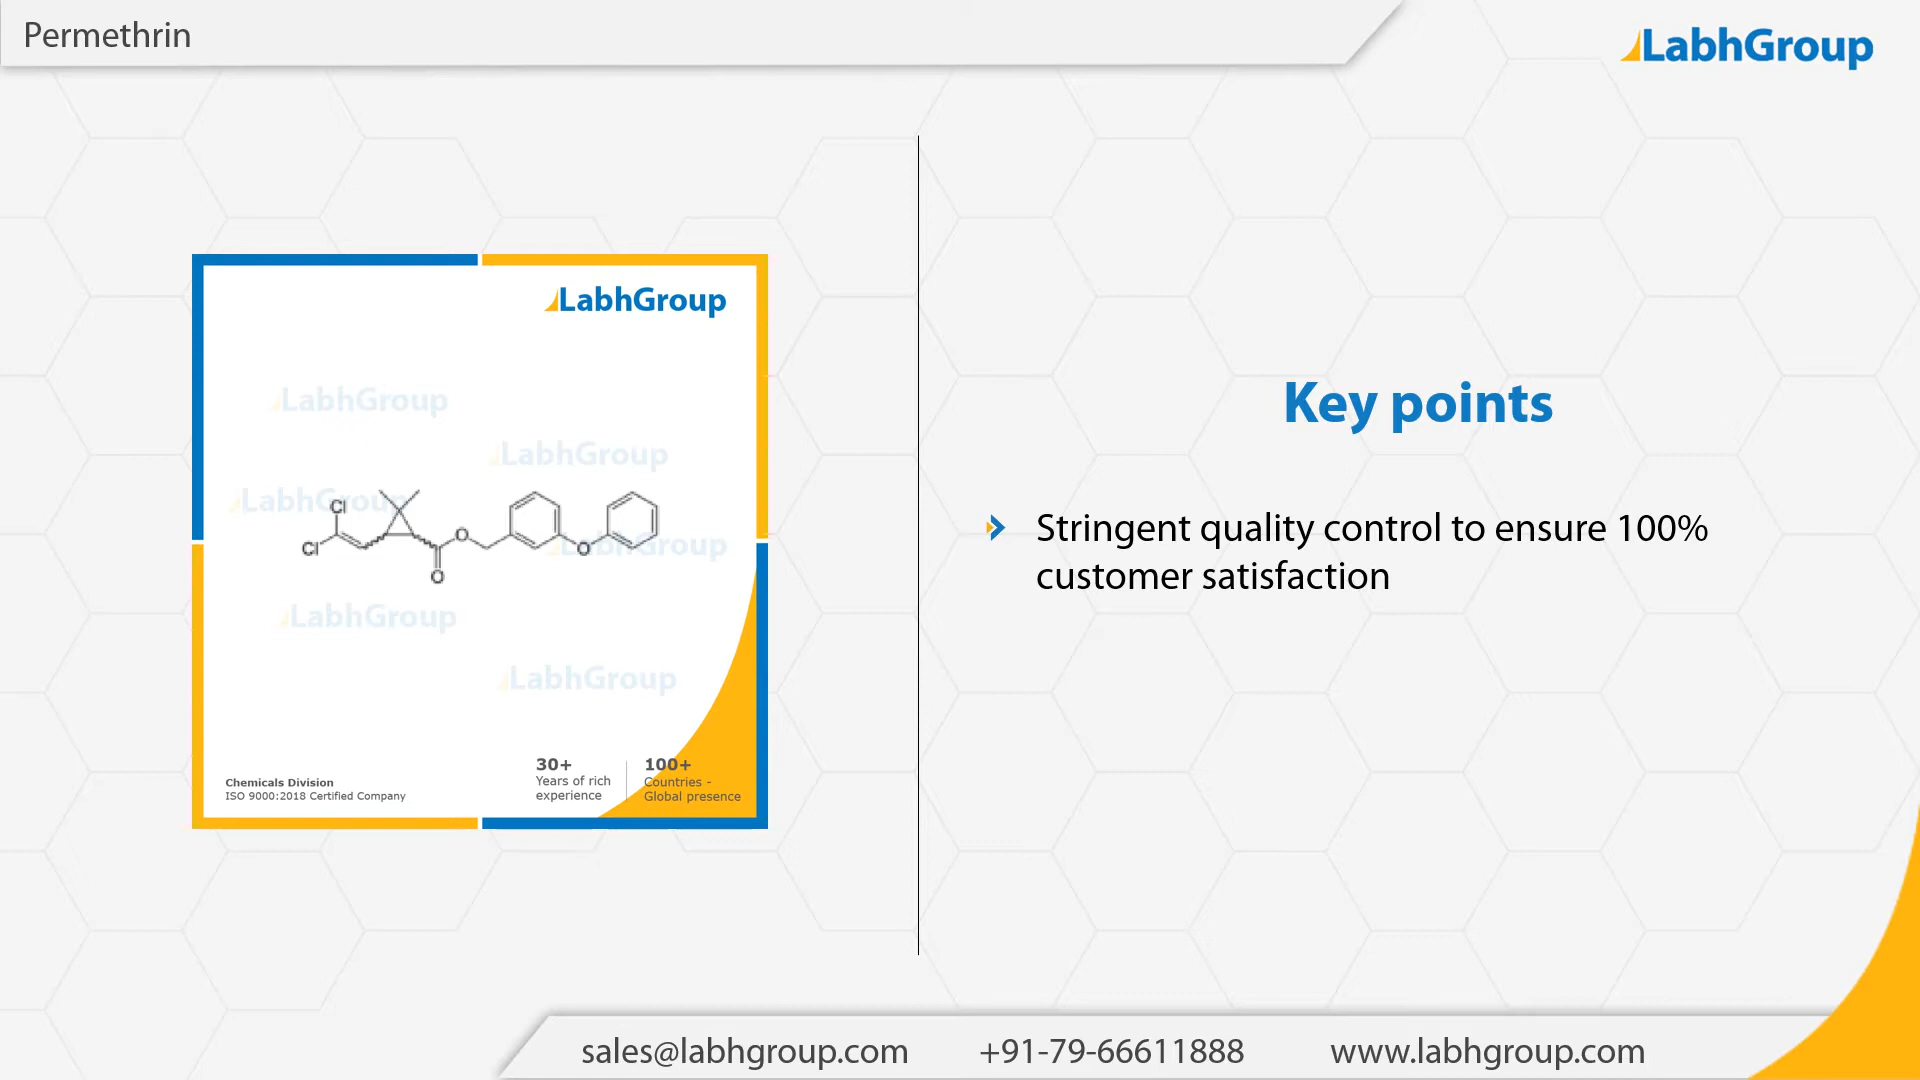 Permethrin
LabhGroup
LabhGroup
LabhGroup
LabhGroup
LabhGroup
Cl
Cl
O
O
O
LabhGroup
LabhGroup
LabhGroup
Chemicals Division
ISO 9000:2018 Certified Company
30+
Years of rich
experience
100+
Countries -
Global presence
Key points
Stringent quality control to ensure 100%
customer satisfaction
sales@labhgroup.com
+91-79-66611888
www.labhgroup.com